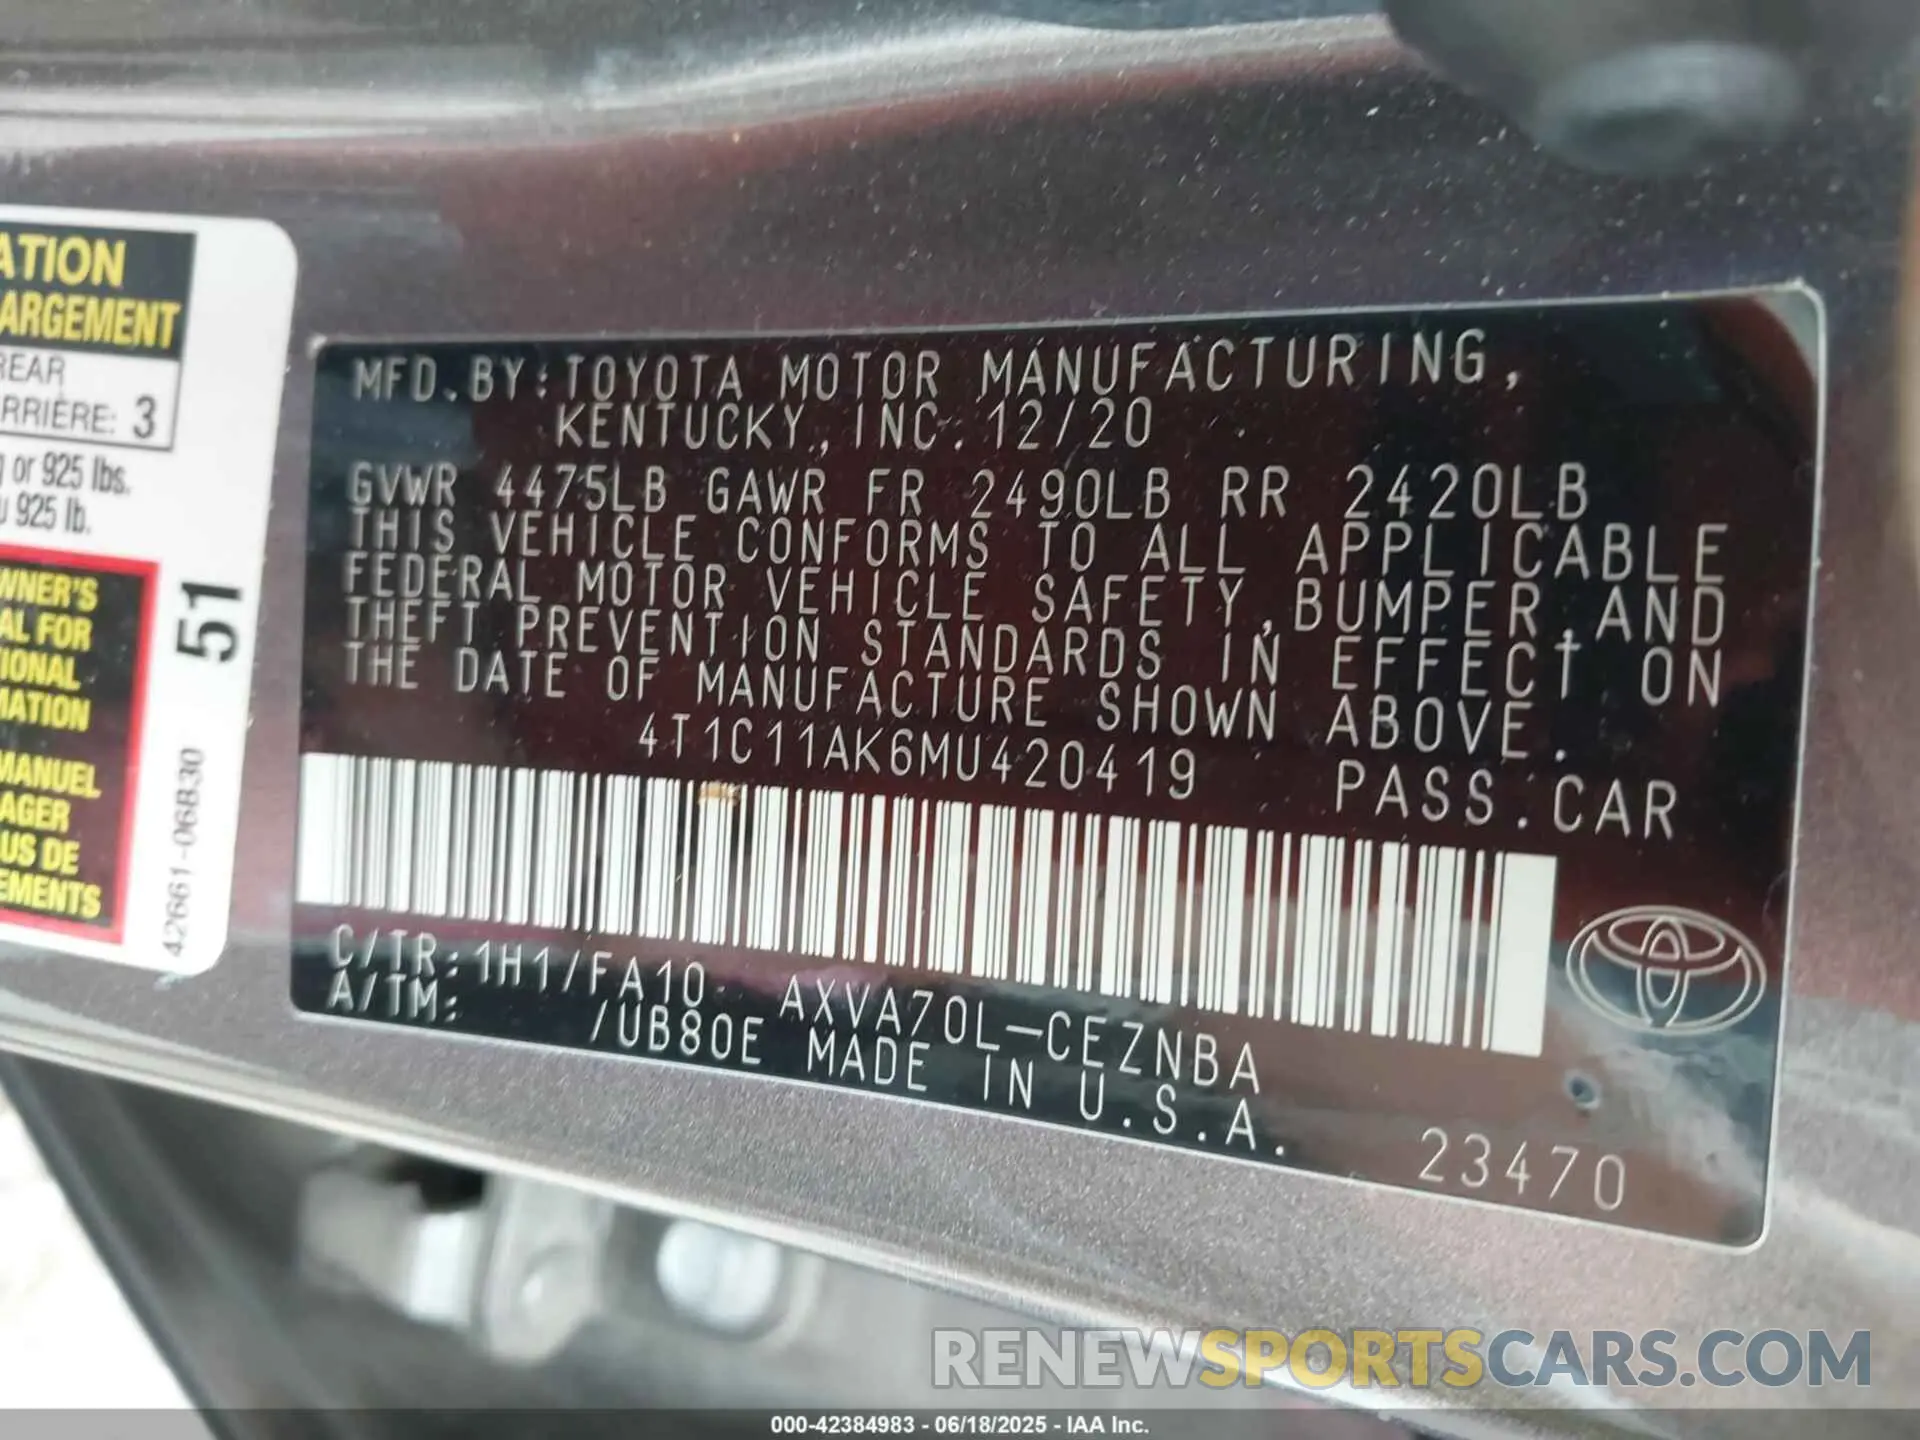 ATION
ARGEMENT
REAR
RRIÈRE: 3
or 925 lbs.
925 lb.
WNER'S
AL FOR
TIONAL
MATION
MANUEL
AGER
US DE
EMENTS
51
42661-06B30
MFD.BY:TOYOTA MOTOR MANUFACTURING,
KENTUCKY, INC. 12/20
GVWR 4475LB GAWR FR 2490LB RR 2420LB
THIS VEHICLE CONFORMS TO ALL APPLICABLE
FEDERAL MOTOR VEHICLE SAFETY, BUMPER, AND
THEFT PREVENTION STANDARDS IN EFFECT ON
THE DATE OF MANUFACTURE SHOWN ABOVE.
4T1C11AK6MU420419 PASS.CAR
C/TR:1H1/FA10 AXVA70L-CEZNBA
A/TM: /UB80E MADE IN U.S.A.
23470
RENEWSPORTSCARS.COM
000-42384983 - 06/18/2025 - IAA Inc.